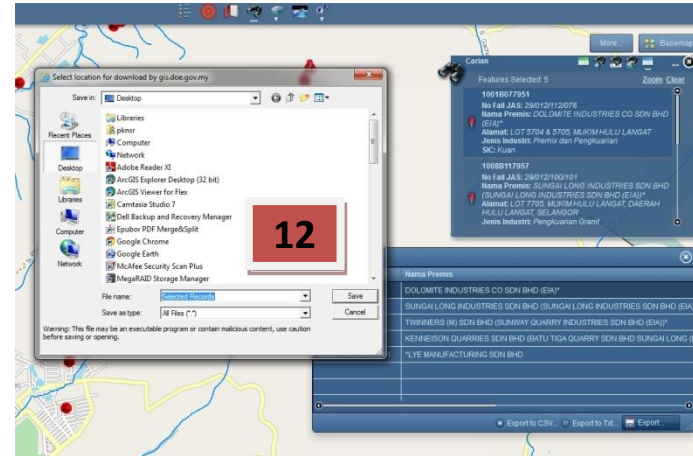 More...
Basemap
Select location for download by gis.doe.gov.my
Save in:
Desktop
Recent Places
Desktop
Libraries
Computer
Network
Libraries
pknsr
Computer
Network
Adobe Reader XI
ArcGIS Explorer Desktop (32 bit)
ArcGIS Viewer for Flex
Camtasia Studio 7
Dell Backup and Recovery Manager
Epubor PDF Merge&Split
Google Chrome
Google Earth
McAfee Security Scan Plus
MegaRAID Storage Manager
File name:
Selected Records
Save
Save as type:
All Files (*.*)
Cancel
Warning: This file may be an executable program or contain malicious content, use caution
before saving or opening.
12
Carian
Features Selected: 5
Zoom Clear
1001B077951
No Fail JAS: 29/012/112/076
Nama Premis: DOLOMITE INDUSTRIES CO SDN BHD
(EIA)*
Alamat: LOT 5704 & 5705, MUKIM HULU LANGAT
Jenis Industri: Premix dan Pengkuarian
SIC: Kuari
1008B117957
No Fail JAS: 29/012/100/101
Nama Premis: SUNGAI LONG INDUSTRIES SDN BHD
(SUNGAI LONG INDUSTRIES SDN BHD (EIA))*
Alamat: LOT 7705, MUKIM HULU LANGAT, DAERAH
HULU LANGAT, SELANGOR
Jenis Industri: Pengkuarian Granit
Nama Premis
DOLOMITE INDUSTRIES CO SDN BHD (EIA)*
SUNGAI LONG INDUSTRIES SDN BHD (SUNGAI LONG INDUSTRIES SDN BHD (EIA
TWINNERS (M) SDN BHD (SUNWAY QUARRY INDUSTRIES SDN BHD (EIA))*
KENNEISON QUARRIES SDN BHD (BATU TIGA QUARRY SDN BHD SUNGAI LONG (
*LYE MANUFACTURING SDN BHD
Export to CSV...
Export to Txt...
Export...